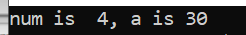 num is  4, a is 30